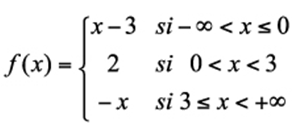 x − 3 si − ∞ < x ≤ 0
f(x) = { 2 si 0 < x < 3
− x si 3 ≤ x < +∞